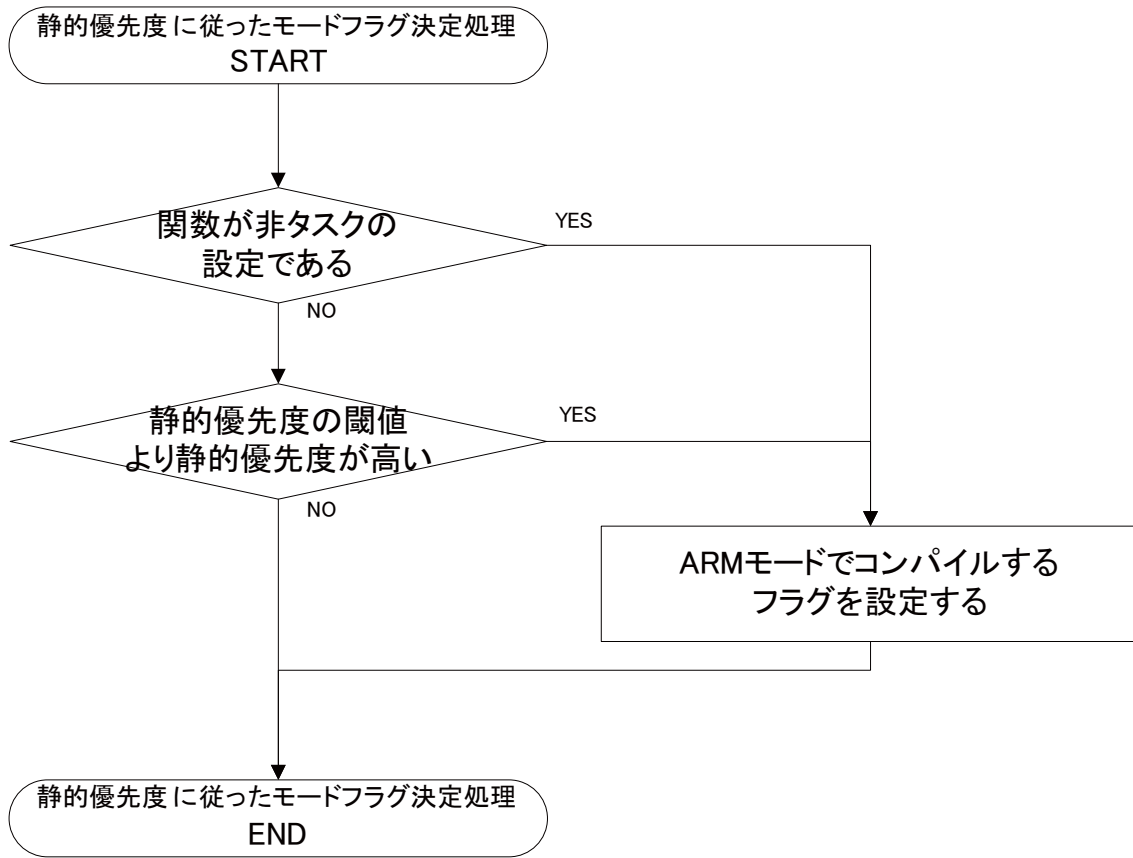 静的優先度に従ったモードフラグ決定処理
START
関数が非タスクの
設定である
YES
NO
静的優先度の閾値
より静的優先度が高い
YES
NO
ARMモードでコンパイルする
フラグを設定する
静的優先度に従ったモードフラグ決定処理
END